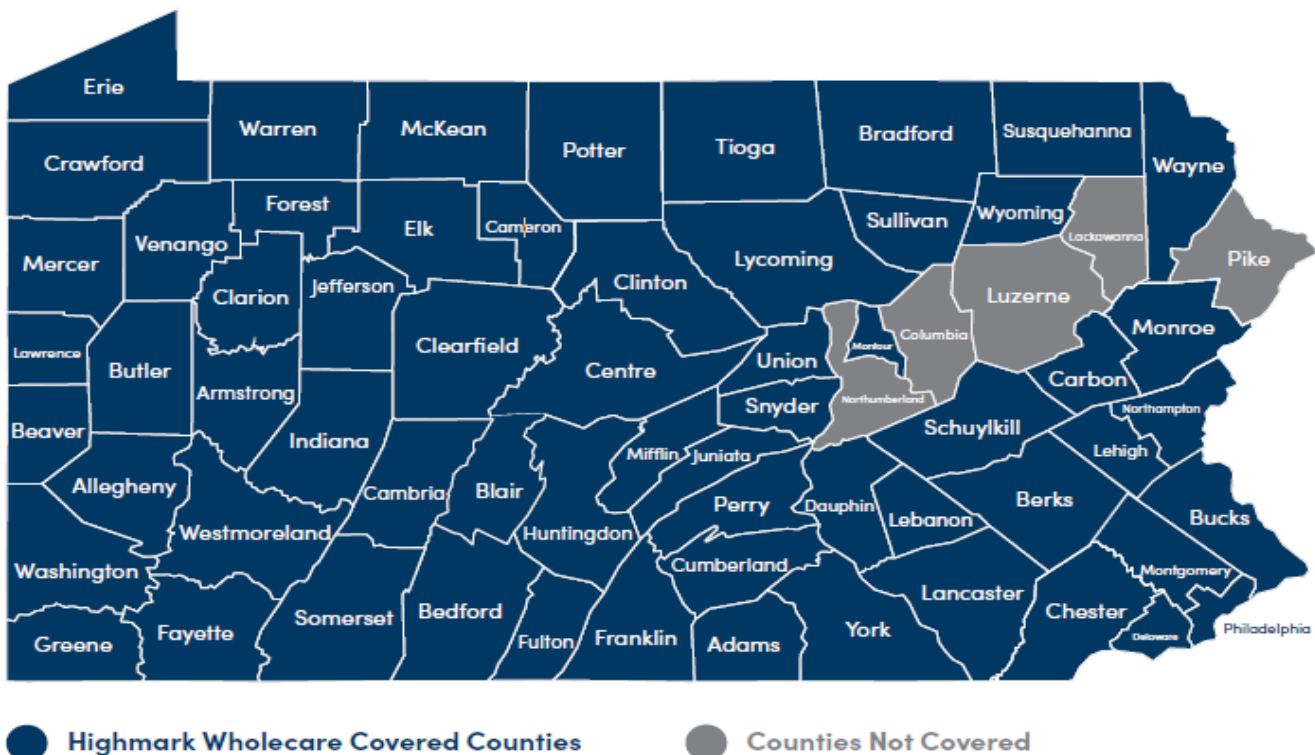 Erie
Warren
McKean
Potter
Tioga
Bradford
Susquehanna
Wayne
Crawford
Forest
Elk
Cameron
Sullivan
Wyoming
Lackawanna
Pike
Mercer
Venango
Clarion
Jefferson
Clinton
Lycoming
Luzerne
Columbia
Monroe
Lawrence
Butler
Clearfield
Centre
Union
Montour
Carbon
Armstrong
Snyder
Northumberland
Northampton
Beaver
Indiana
Mifflin
Juniata
Schuylkill
Lehigh
Allegheny
Cambria
Blair
Perry
Dauphin
Berks
Bucks
Westmoreland
Huntingdon
Lebanon
Washington
Cumberland
Montgomery
Somerset
Bedford
Lancaster
Chester
Greene
Fayette
Fulton
Franklin
Adams
York
Delaware
Philadelphia
Highmark Wholecare Covered Counties
Counties Not Covered